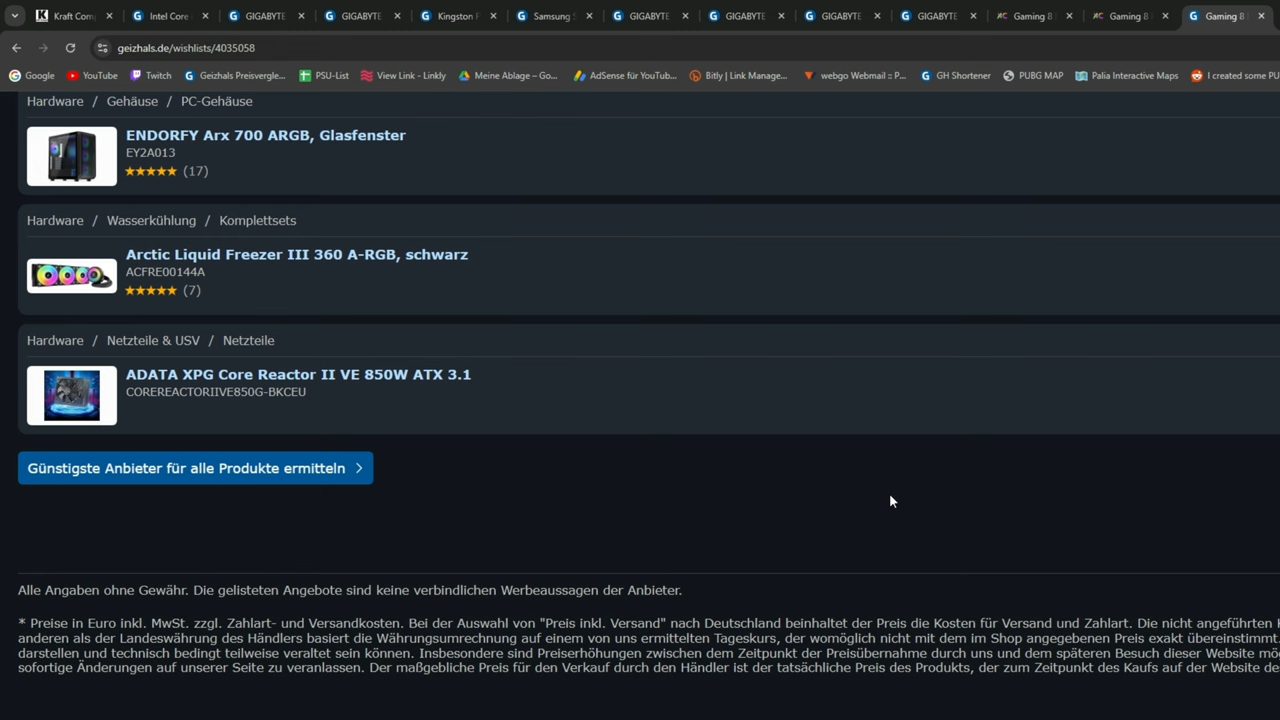 Kraft Comp
Intel Core
GIGABYTE
GIGABYTE
Kingston F
Samsung S
GIGABYTE
GIGABYTE
GIGABYTE
GIGABYTE
Gaming 8
Gaming 8
Gaming 8
geizhals.de/wishlists/4035058
Google
YouTube
Twitch
Geizhals Preisvergle...
PSU-List
View Link - Linkly
Meine Ablage – Go...
AdSense für YouTub...
Bitly | Link Manage...
webgo Webmail :: P...
GH Shortener
PUBG MAP
Palia Interactive Maps
I created some PU
Hardware / Gehäuse / PC-Gehäuse
ENDORFY Arx 700 ARGB, Glasfenster
EY2A013
★★★★★ (17)
Hardware / Wasserkühlung / Komplettsets
Arctic Liquid Freezer III 360 A-RGB, schwarz
ACFRE00144A
★★★★★ (7)
Hardware / Netzteile & USV / Netzteile
ADATA XPG Core Reactor II VE 850W ATX 3.1
COREREACTORIIVE850G-BKCEU
Günstigste Anbieter für alle Produkte ermitteln
Alle Angaben ohne Gewähr. Die gelisteten Angebote sind keine verbindlichen Werbeaussagen der Anbieter.
* Preise in Euro inkl. MwSt. zzgl. Zahlart- und Versandkosten. Bei der Auswahl von "Preis inkl. Versand" nach Deutschland beinhaltet der Preis die Kosten für Versand und Zahlart. Die nicht angeführten K
anderen als der Landeswährung des Händlers basiert die Währungsumrechnung auf einem von uns ermittelten Tageskurs, der womöglich nicht mit dem im Shop angegebenen Preis exakt übereinstimmt.
darstellen und technisch bedingt teilweise veraltet sein können. Insbesondere sind Preiserhöhungen zwischen dem Zeitpunkt der Preisübernahme durch uns und dem späteren Besuch dieser Website mö
sofortige Änderungen auf unserer Seite zu veranlassen. Der maßgebliche Preis für den Verkauf durch den Händler ist der tatsächliche Preis des Produkts, der zum Zeitpunkt des Kaufs auf der Website de